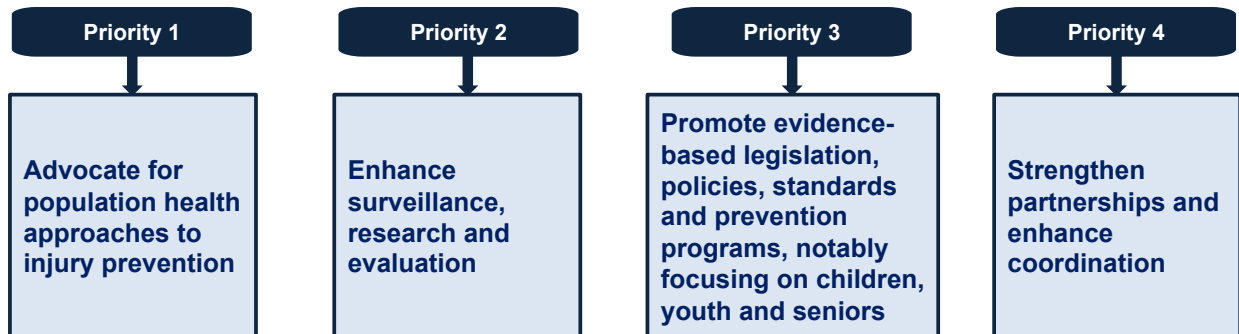 Priority 1
Advocate for
population health
approaches to
injury prevention
Priority 2
Enhance
surveillance,
research and
evaluation
Priority 3
Promote evidence-
based legislation,
policies, standards
and prevention
programs, notably
focusing on children,
youth and seniors
Priority 4
Strengthen
partnerships and
enhance
coordination